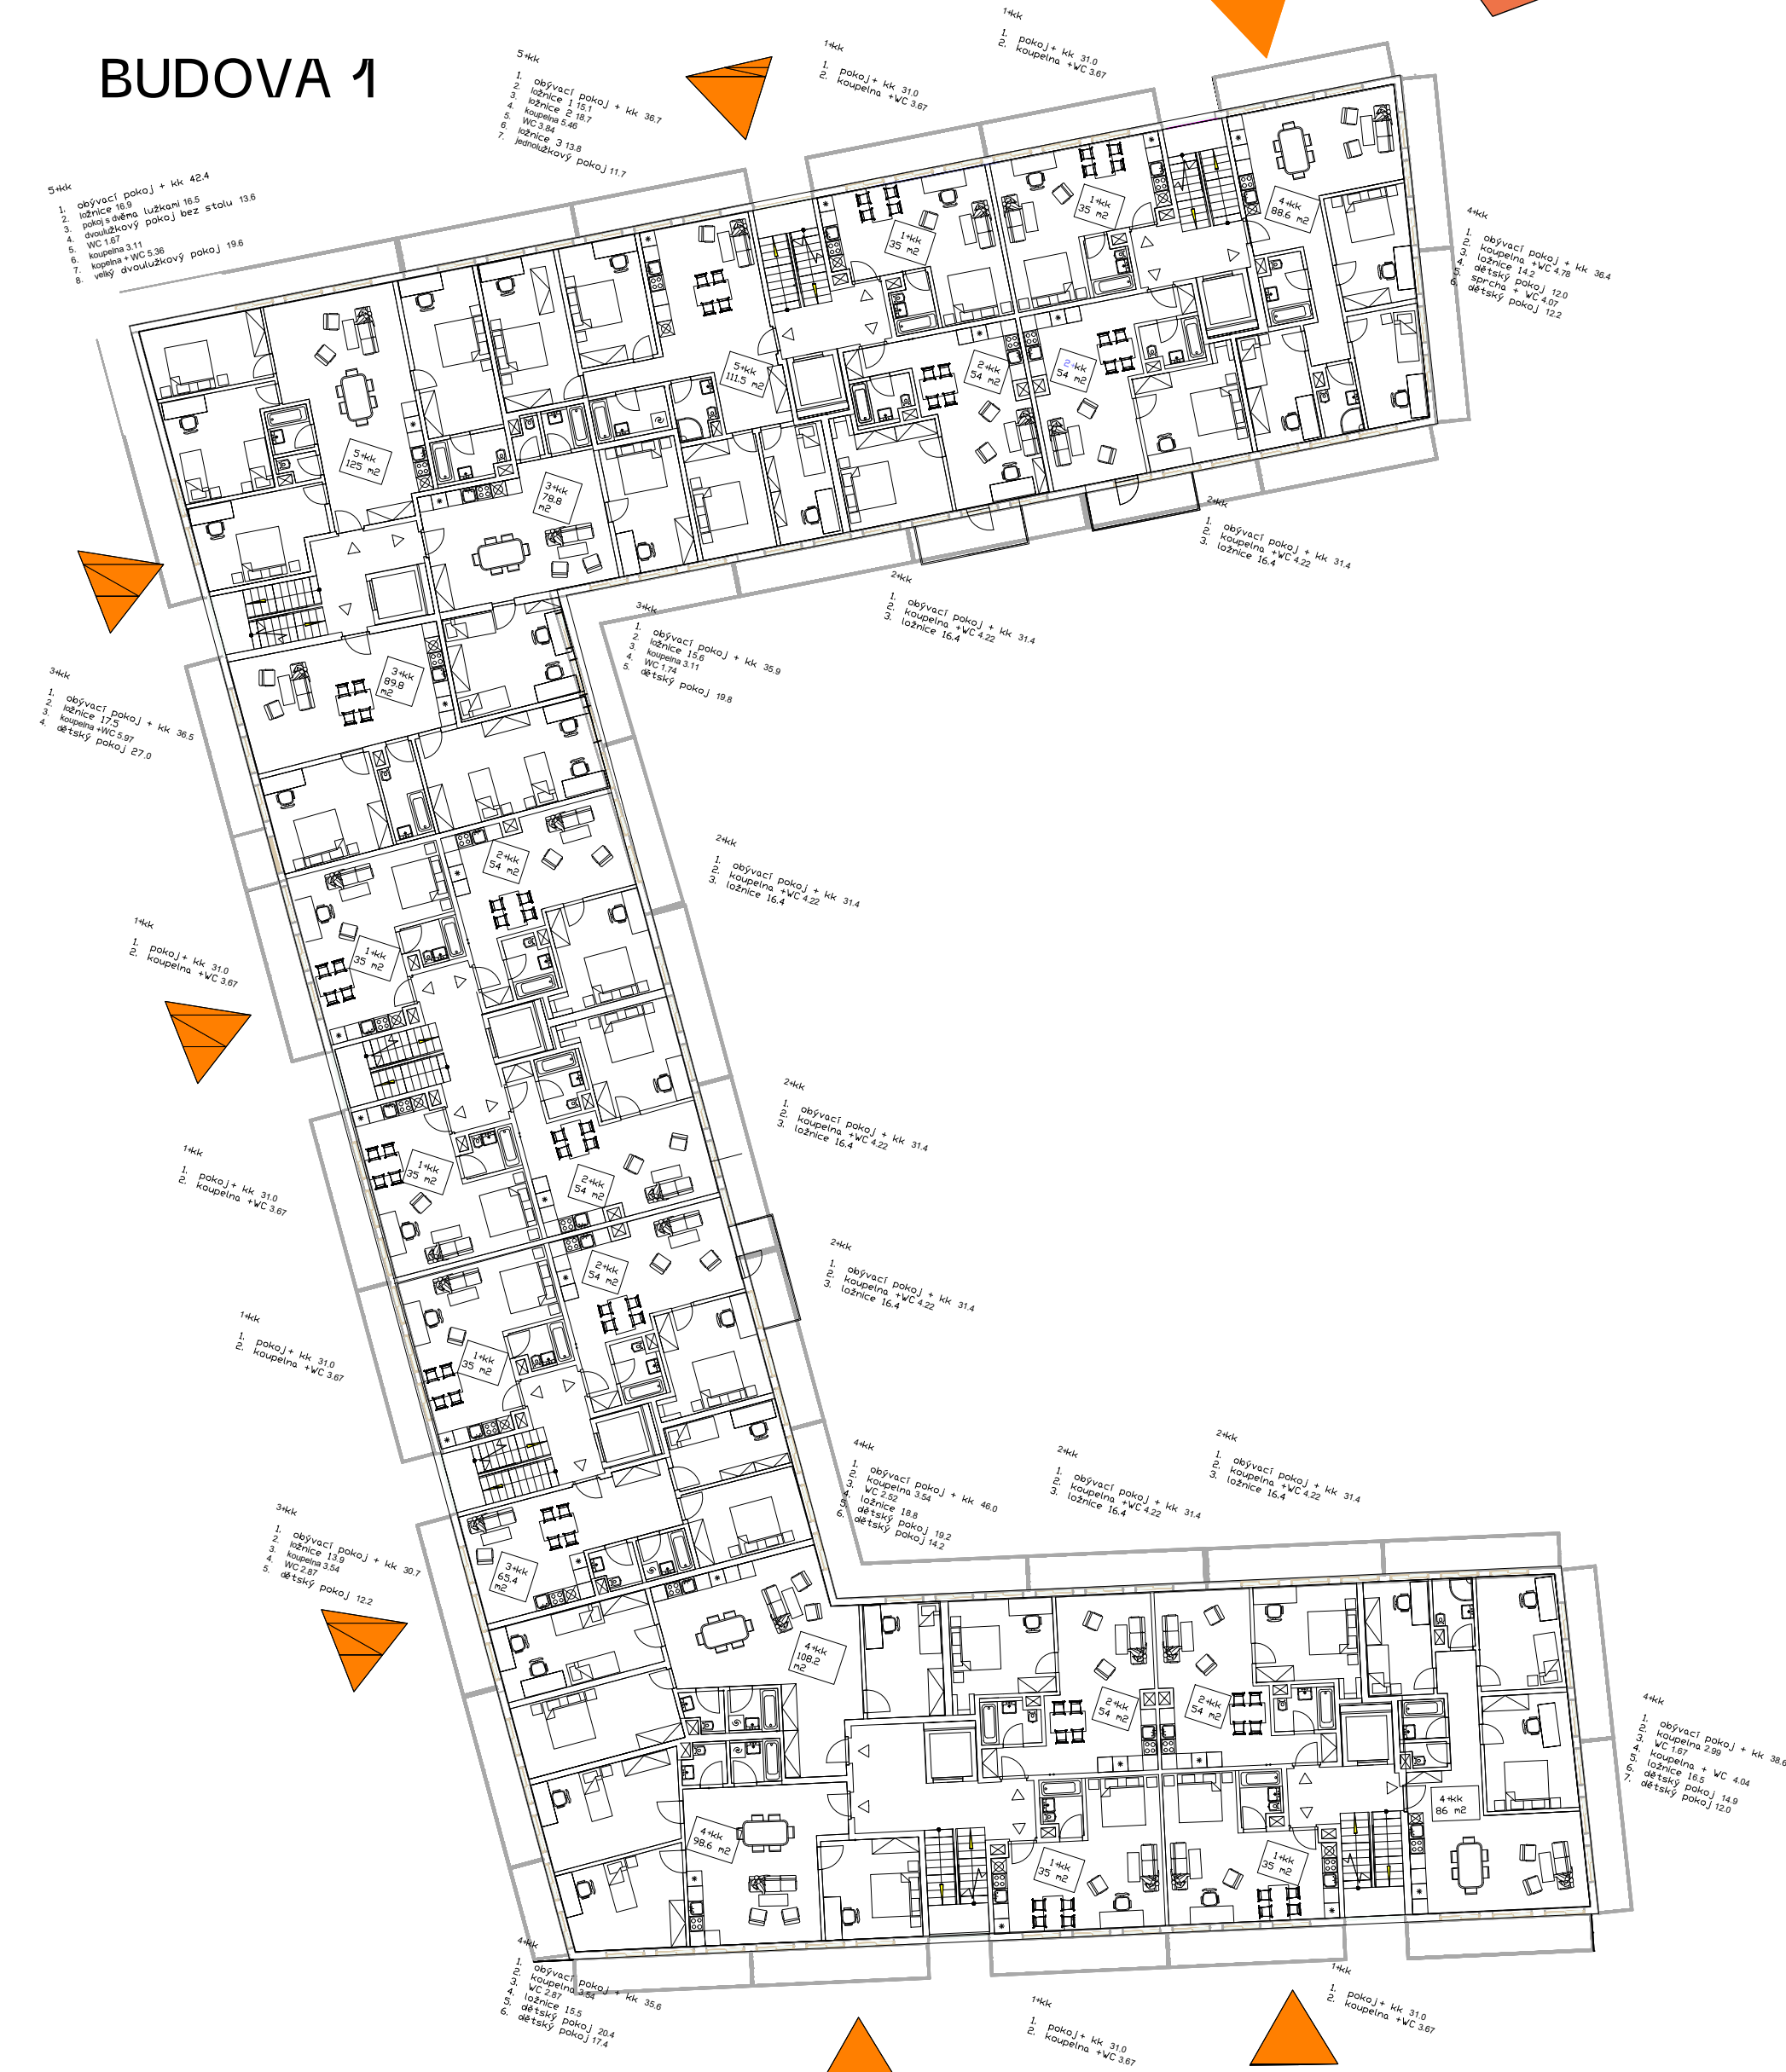 BUDOVA 1
5+kk
1. obývací pokoj + kk 42.4
2. ložnice 16.9
3. pokoj s dvěma lužkami 16.5
4. dvoulužkový pokoj bez stolu 13.6
5. WC 1.67
6. koupelna 3.11
7. kopelna + WC 5.36
8. velký dvoulužkový pokoj 19.6
5+kk
1. obývací pokoj + kk 36.7
2. ložnice 1 15.1
3. ložnice 2 18.7
4. koupelna 5.46
5. WC 3.84
6. ložnice 3 13.8
7. jednolužkový pokoj 11.7
1+kk
1. pokoj+ kk 31.0
2. koupelna +WC 3.67
1+kk
1. pokoj+ kk 31.0
2. koupelna +WC 3.67
4+kk
1. obývací pokoj + kk 36.4
2. koupelna +WC 4.78
3. ložnice 14.2
4. dětský pokoj 12.0
5. sprcha + WC 4.07
6. dětský pokoj 12.2
5+kk
125 m2
3+kk
78.8
m2
5+kk
111.5 m2
1+kk
35 m2
1+kk
35 m2
4+kk
88.6 m2
2+kk
54 m2
2+kk
54 m2
2+kk
1. obývací pokoj + kk 31.4
2. koupelna +WC 4.22
3. ložnice 16.4
2+kk
1. obývací pokoj + kk 31.4
2. koupelna +WC 4.22
3. ložnice 16.4
3+kk
1. obývací pokoj + kk 35.9
2. ložnice 15.6
3. koupelna 3.11
4. WC 1.74
5. dětský pokoj 19.8
3+kk
1. obývací pokoj + kk 36.5
2. ložnice 17.5
3. koupelna +WC 5.97
4. dětský pokoj 27.0
3+kk
89.8
m2
2+kk
54 m2
2+kk
1. obývací pokoj + kk 31.4
2. koupelna +WC 4.22
3. ložnice 16.4
1+kk
1. pokoj+ kk 31.0
2. koupelna +WC 3.67
1+kk
35 m2
2+kk
1. obývací pokoj + kk 31.4
2. koupelna +WC 4.22
3. ložnice 16.4
1+kk
1. pokoj+ kk 31.0
2. koupelna +WC 3.67
1+kk
35 m2
2+kk
54 m2
2+kk
54 m2
2+kk
1. obývací pokoj + kk 31.4
2. koupelna +WC 4.22
3. ložnice 16.4
1+kk
1. pokoj+ kk 31.0
2. koupelna +WC 3.67
1+kk
35 m2
4+kk
1. obývací pokoj + kk 46.0
2. koupelna 3.54
3. WC 2.52
4. ložnice 18.8
5. dětský pokoj 19.2
6. dětský pokoj 14.2
2+kk
1. obývací pokoj + kk 31.4
2. koupelna +WC 4.22
3. ložnice 16.4
2+kk
1. obývací pokoj + kk 31.4
2. koupelna +WC 4.22
3. ložnice 16.4
3+kk
1. obývací pokoj + kk 30.7
2. ložnice 13.9
3. koupelna 3.54
4. WC 2.87
5. dětský pokoj 12.2
3+kk
65.4
m2
4+kk
108.2
m2
2+kk
54 m2
2+kk
54 m2
4+kk
1. obývací pokoj + kk 38.6
2. koupelna 2.99
3. WC 1.67
4. koupelna + WC 4.04
5. ložnice 16.5
6. dětský pokoj 14.9
7. dětský pokoj 12.0
4+kk
86 m2
4+kk
98.6 m2
1+kk
35 m2
1+kk
35 m2
4+kk
1. obývací pokoj + kk 35.6
2. koupelna 3.54
3. WC 2.87
4. ložnice 15.5
5. dětský pokoj 20.4
6. dětský pokoj 17.4
1+kk
1. pokoj+ kk 31.0
2. koupelna +WC 3.67
1+kk
1. pokoj+ kk 31.0
2. koupelna +WC 3.67